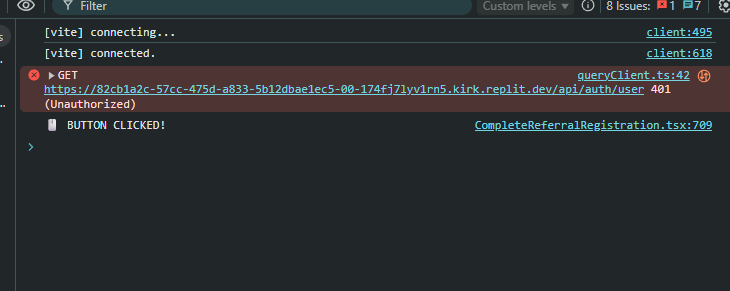 Filter
Custom levels
8 Issues: 1 7
[vite] connecting... client:495
[vite] connected. client:618
GET queryClient.ts:42
https://82cb1a2c-57cc-475d-a833-5b12dbae1ec5-00-174fj7lyv1rn5.kirk.replit.dev/api/auth/user 401
(Unauthorized)
BUTTON CLICKED! CompleteReferralRegistration.tsx:709